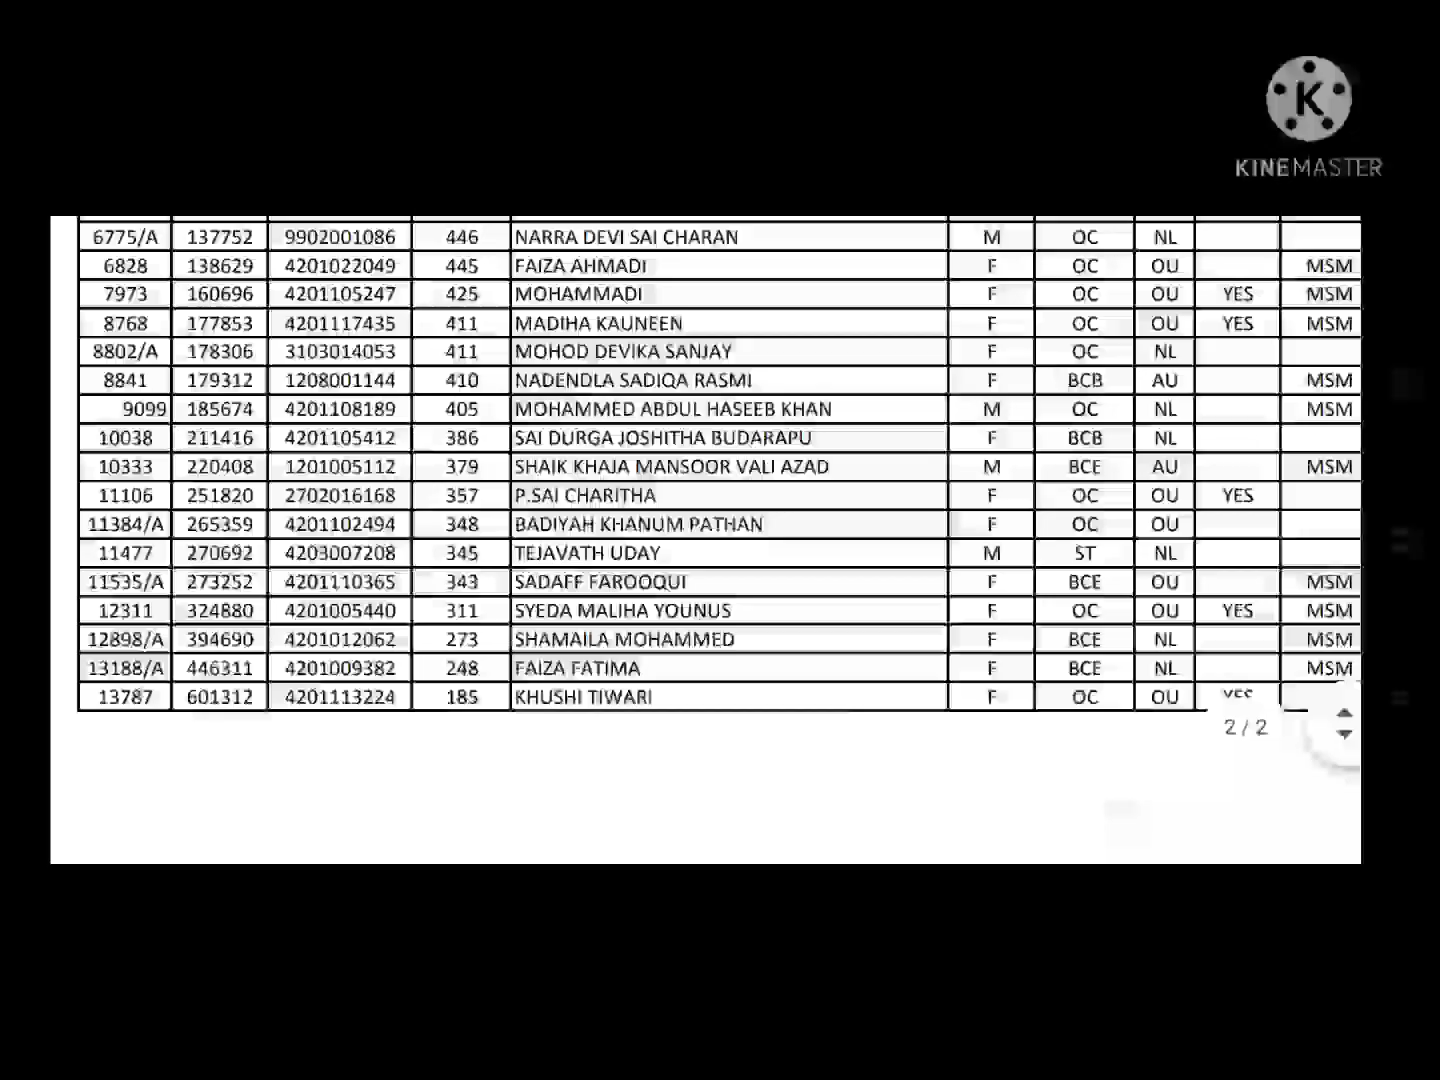 KINEMASTER
6775/A 137752 9902001086 446 NARRA DEVI SAI CHARAN M OC NL
6828 138629 4201022049 445 FAIZA AHMADI F OC OU MSM
7973 160696 4201105247 425 MOHAMMADI F OC OU YES MSM
8768 177853 4201117435 411 MADIHA KAUNEEN F OC OU YES MSM
8802/A 178306 3103014053 411 MOHOD DEVIKA SANJAY F OC NL
8841 179312 1208001144 410 NADENDLA SADIQA RASMI F BCB AU MSM
9099 185674 4201108189 405 MOHAMMED ABDUL HASEEB KHAN M OC NL MSM
10038 211416 4201105412 386 SAI DURGA JOSHITHA BUDARAPU F BCB NL
10333 220408 1201005112 379 SHAIK KHAJA MANSOOR VALI AZAD M BCE AU MSM
11106 251820 2702016168 357 P.SAI CHARITHA F OC OU YES
11384/A 265359 4201102494 348 BADIYAH KHANUM PATHAN F OC OU
11477 270692 4203007208 345 TEJAVATH UDAY M ST NL
11535/A 273252 4201110365 343 SADAFF FAROOQUI F BCE OU MSM
12311 324880 4201005440 311 SYEDA MALIHA YOUNUS F OC OU YES MSM
12898/A 394690 4201012062 273 SHAMAILA MOHAMMED F BCE NL MSM
13188/A 446311 4201009382 248 FAIZA FATIMA F BCE NL MSM
13787 601312 4201113224 185 KHUSHI TIWARI F OC OU YES
2 / 2